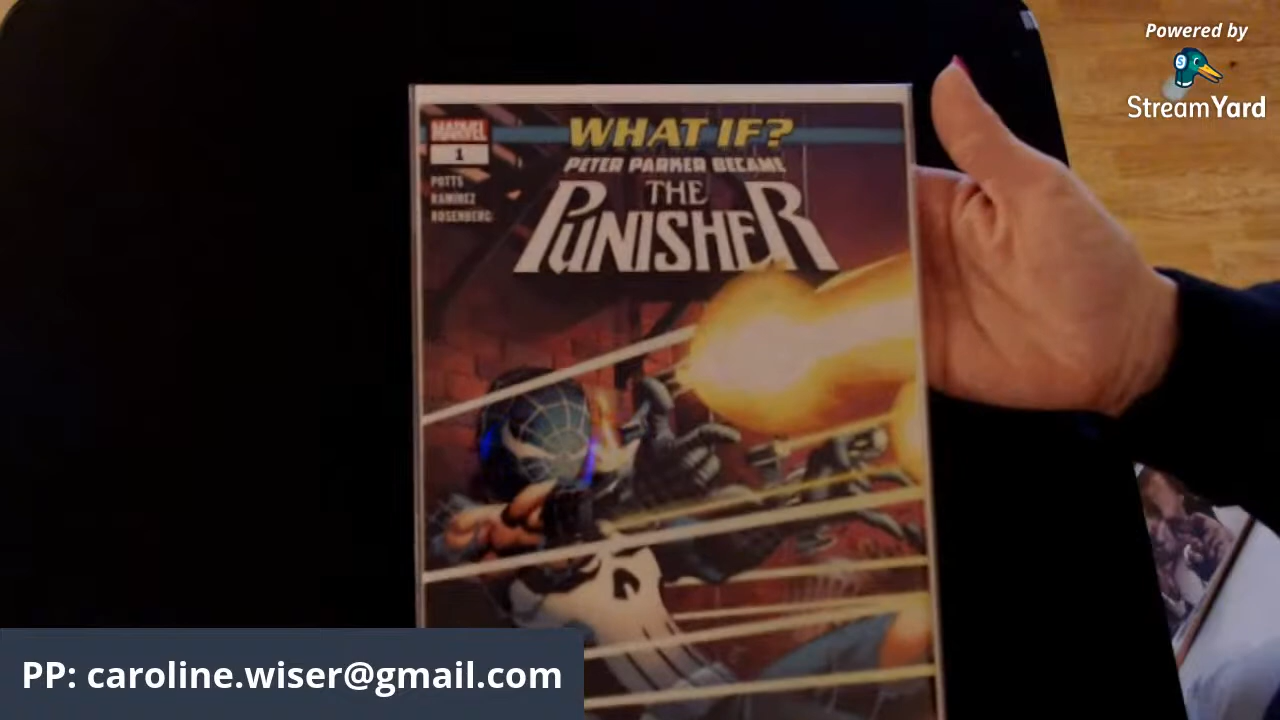 Powered by
StreamYard
MARVEL
1
POTTS
RAMÍREZ
ROSENBERG
WHAT IF?
PETER PARKER BECAME
THE
PUNISHER
PP: caroline.wiser@gmail.com